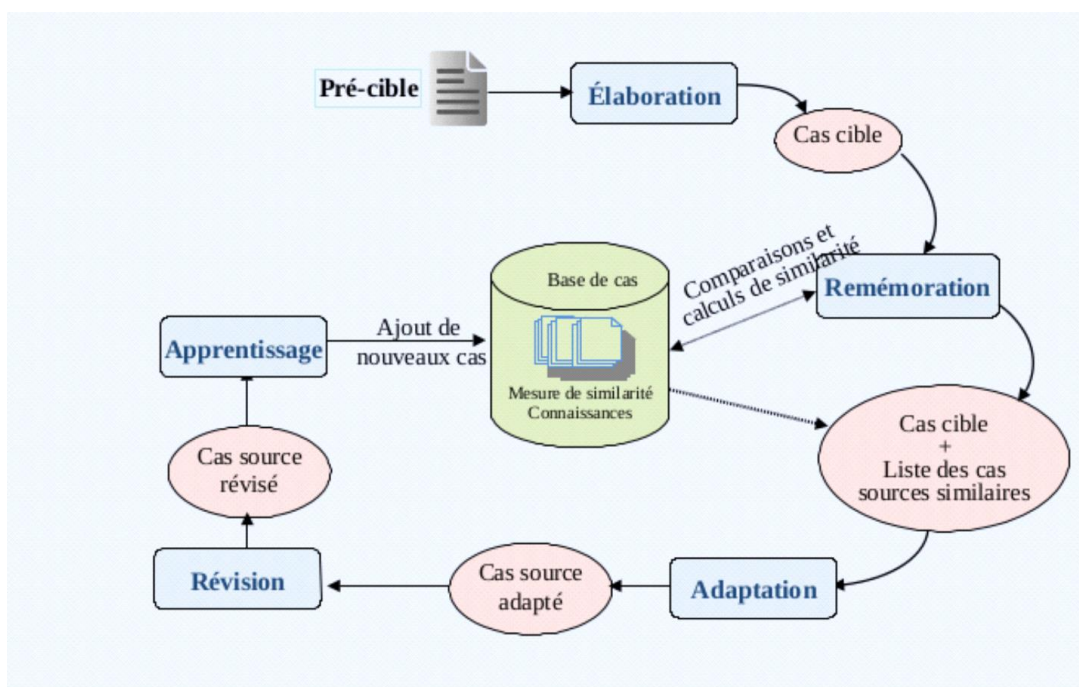 Pré-cible
Élaboration
Cas cible
Comparaisons et
calculs de similarité
Remémoration
Base de cas
Mesure de similarité
Connaissances
Ajout de
nouveaux cas
Apprentissage
Cas cible
+
Liste des cas
sources similaires
Cas source
révisé
Révision
Cas source
adapté
Adaptation